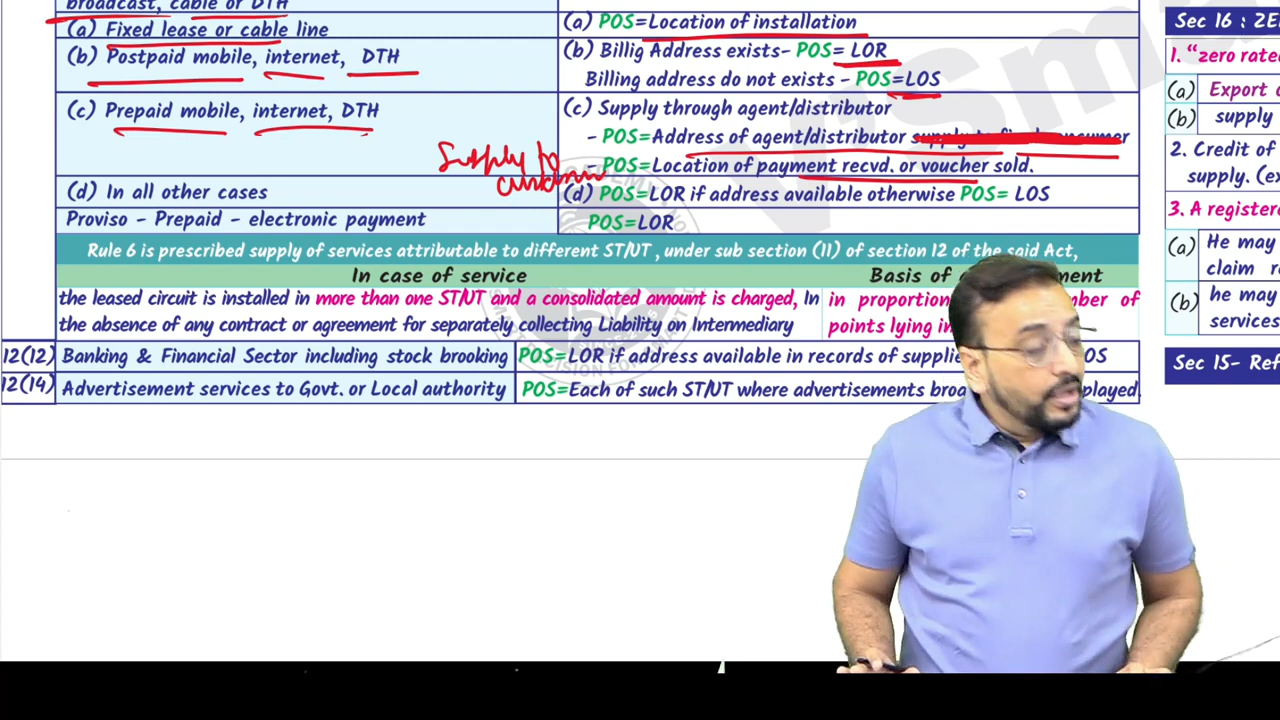 broadcast, cable or DTH
(a) Fixed lease or cable line
(a) POS=Location of installation
(b) Postpaid mobile, internet, DTH
(b) Billig Address exists- POS= LOR
Billing address do not exists - POS=LOS
(c) Prepaid mobile, internet, DTH
(c) Supply through agent/distributor
- POS=Address of agent/distributor
Supply to
customer
- POS=Location of payment recvd. or voucher sold.
(d) In all other cases
(d) POS=LOR if address available otherwise POS= LOS
Proviso - Prepaid - electronic payment
POS=LOR
Rule 6 is prescribed supply of services attributable to different ST/UT , under sub section (11) of section 12 of the said Act,
In case of service
Basis of
the leased circuit is installed in more than one ST/UT and a consolidated amount is charged, In
the absence of any contract or agreement for separately collecting Liability on Intermediary
in proportion
of
points lying in
12(12) Banking & Financial Sector including stock brooking
POS=LOR if address available in records of
12(14) Advertisement services to Govt. or Local authority
POS=Each of such ST/UT where advertisements
Sec 16 :
1. "zero
(a) Export
(b) supply
2. Credit of
supply.
3. A
(a) He may
claim
(b) he may
services
Sec 15-